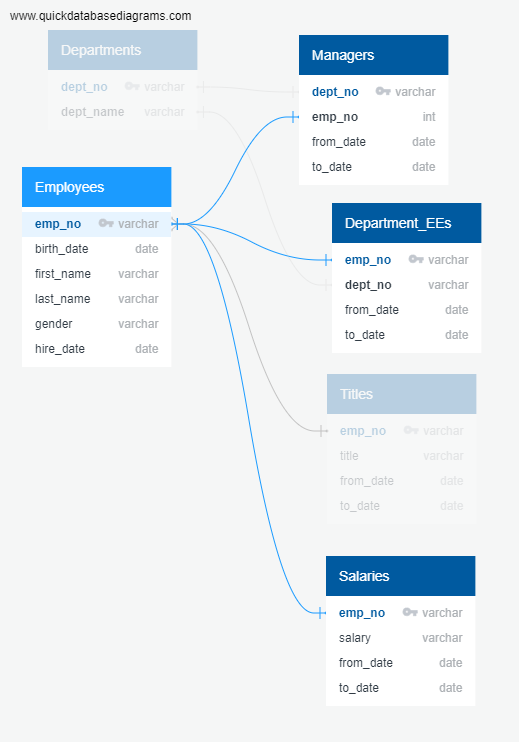 www.quickdatabasediagrams.com
Departments
dept_no varchar
dept_name varchar
Managers
dept_no varchar
emp_no int
from_date date
to_date date
Employees
emp_no varchar
birth_date date
first_name varchar
last_name varchar
gender varchar
hire_date date
Department_EEs
emp_no varchar
dept_no varchar
from_date date
to_date date
Titles
emp_no varchar
title varchar
from_date date
to_date date
Salaries
emp_no varchar
salary varchar
from_date date
to_date date